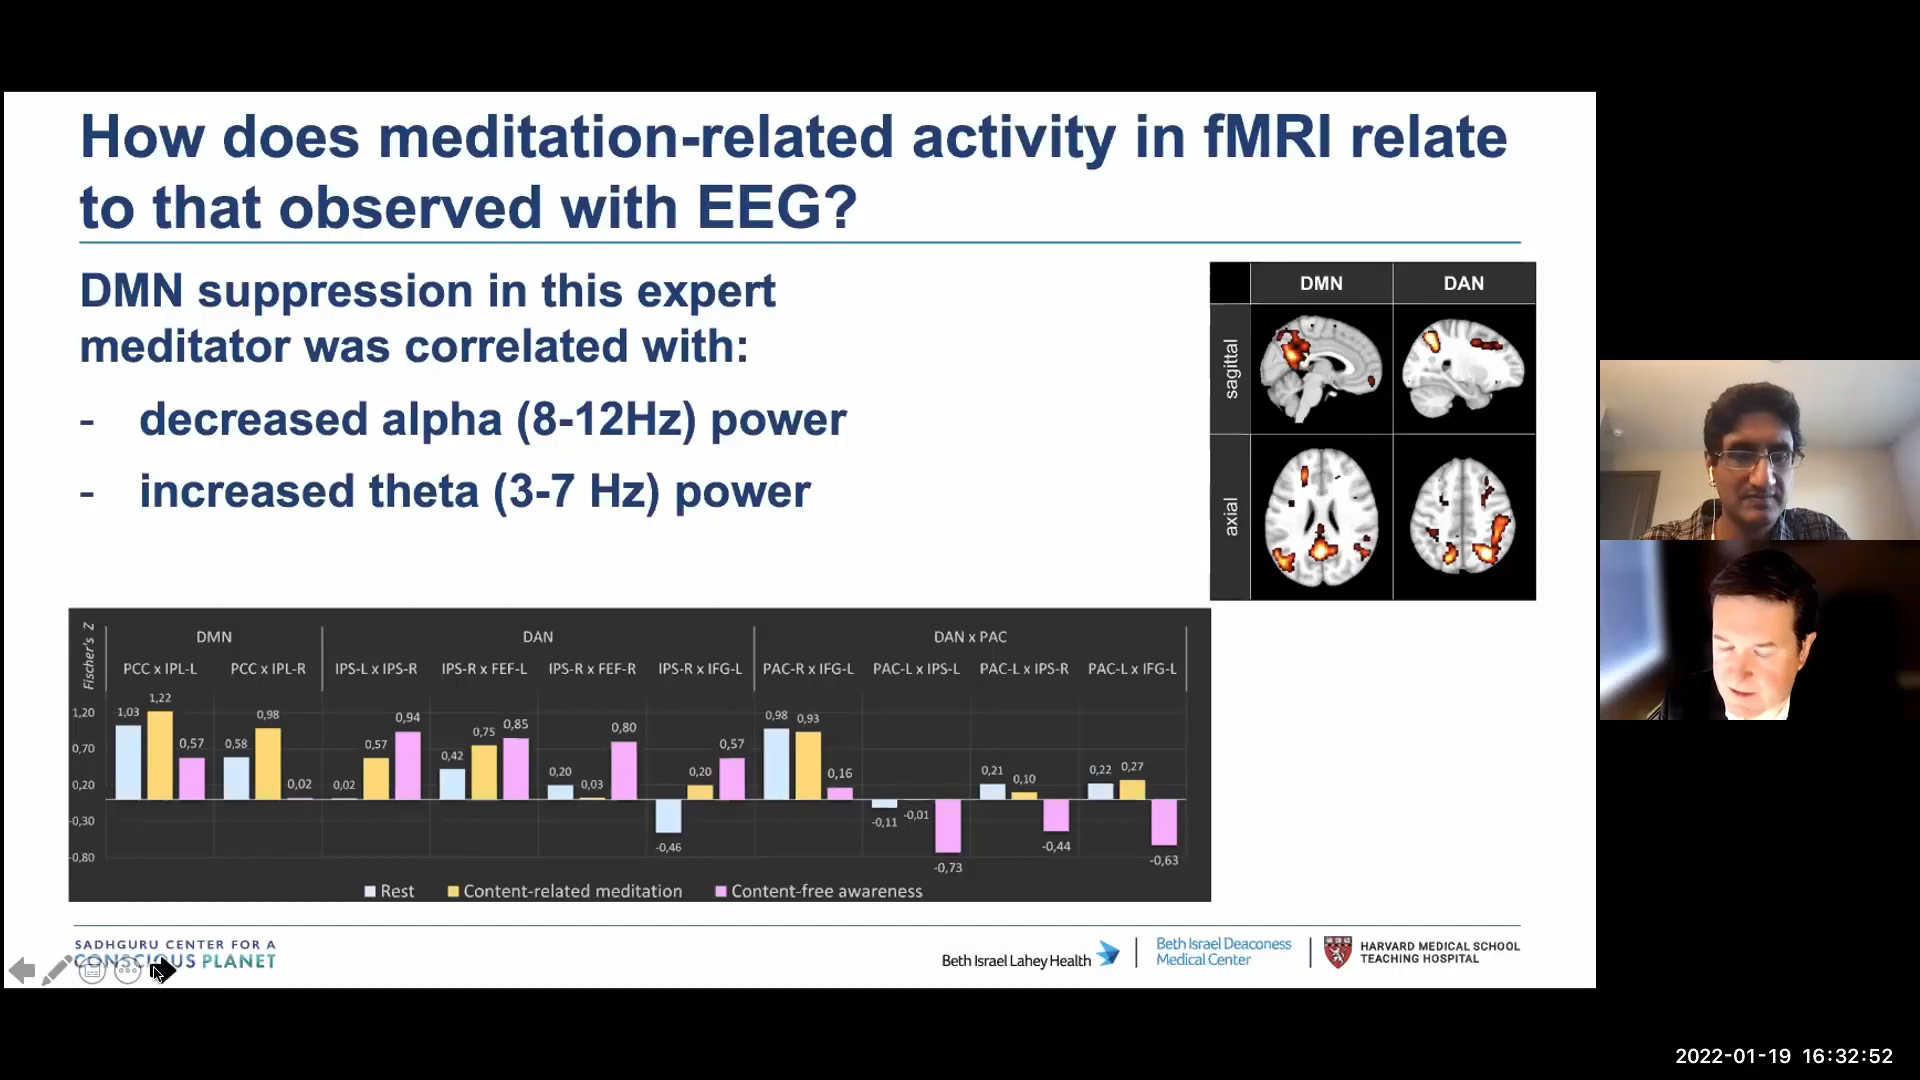 How does meditation-related activity in fMRI relate
to that observed with EEG?
DMN suppression in this expert
meditator was correlated with:
- decreased alpha (8-12Hz) power
- increased theta (3-7 Hz) power
DMN DAN
sagittal
axial
Fischer's Z
DMN DAN DAN x PAC
PCC x IPL-L PCC x IPL-R IPS-L x IPS-R IPS-R x FEF-L IPS-R x FEF-R IPS-R x IFG-L PAC-R x IFG-L PAC-L x IPS-L PAC-L x IPS-R PAC-L x IFG-L
1,20
0,70
0,20
-0,30
-0,80
1,03 1,22 0,57
0,58 0,98 0,02
0,02 0,57 0,94
0,42 0,75 0,85
0,20 0,03 0,80
-0,46 0,20 0,57
0,98 0,93 0,16
-0,11 -0,01 -0,73
0,21 0,10 -0,44
0,22 0,27 -0,63
Rest Content-related meditation Content-free awareness
SADHGURU CENTER FOR A
CONSCIOUS PLANET
Beth Israel Lahey Health
Beth Israel Deaconess
Medical Center
HARVARD MEDICAL SCHOOL
TEACHING HOSPITAL
2022-01-19 16:32:52